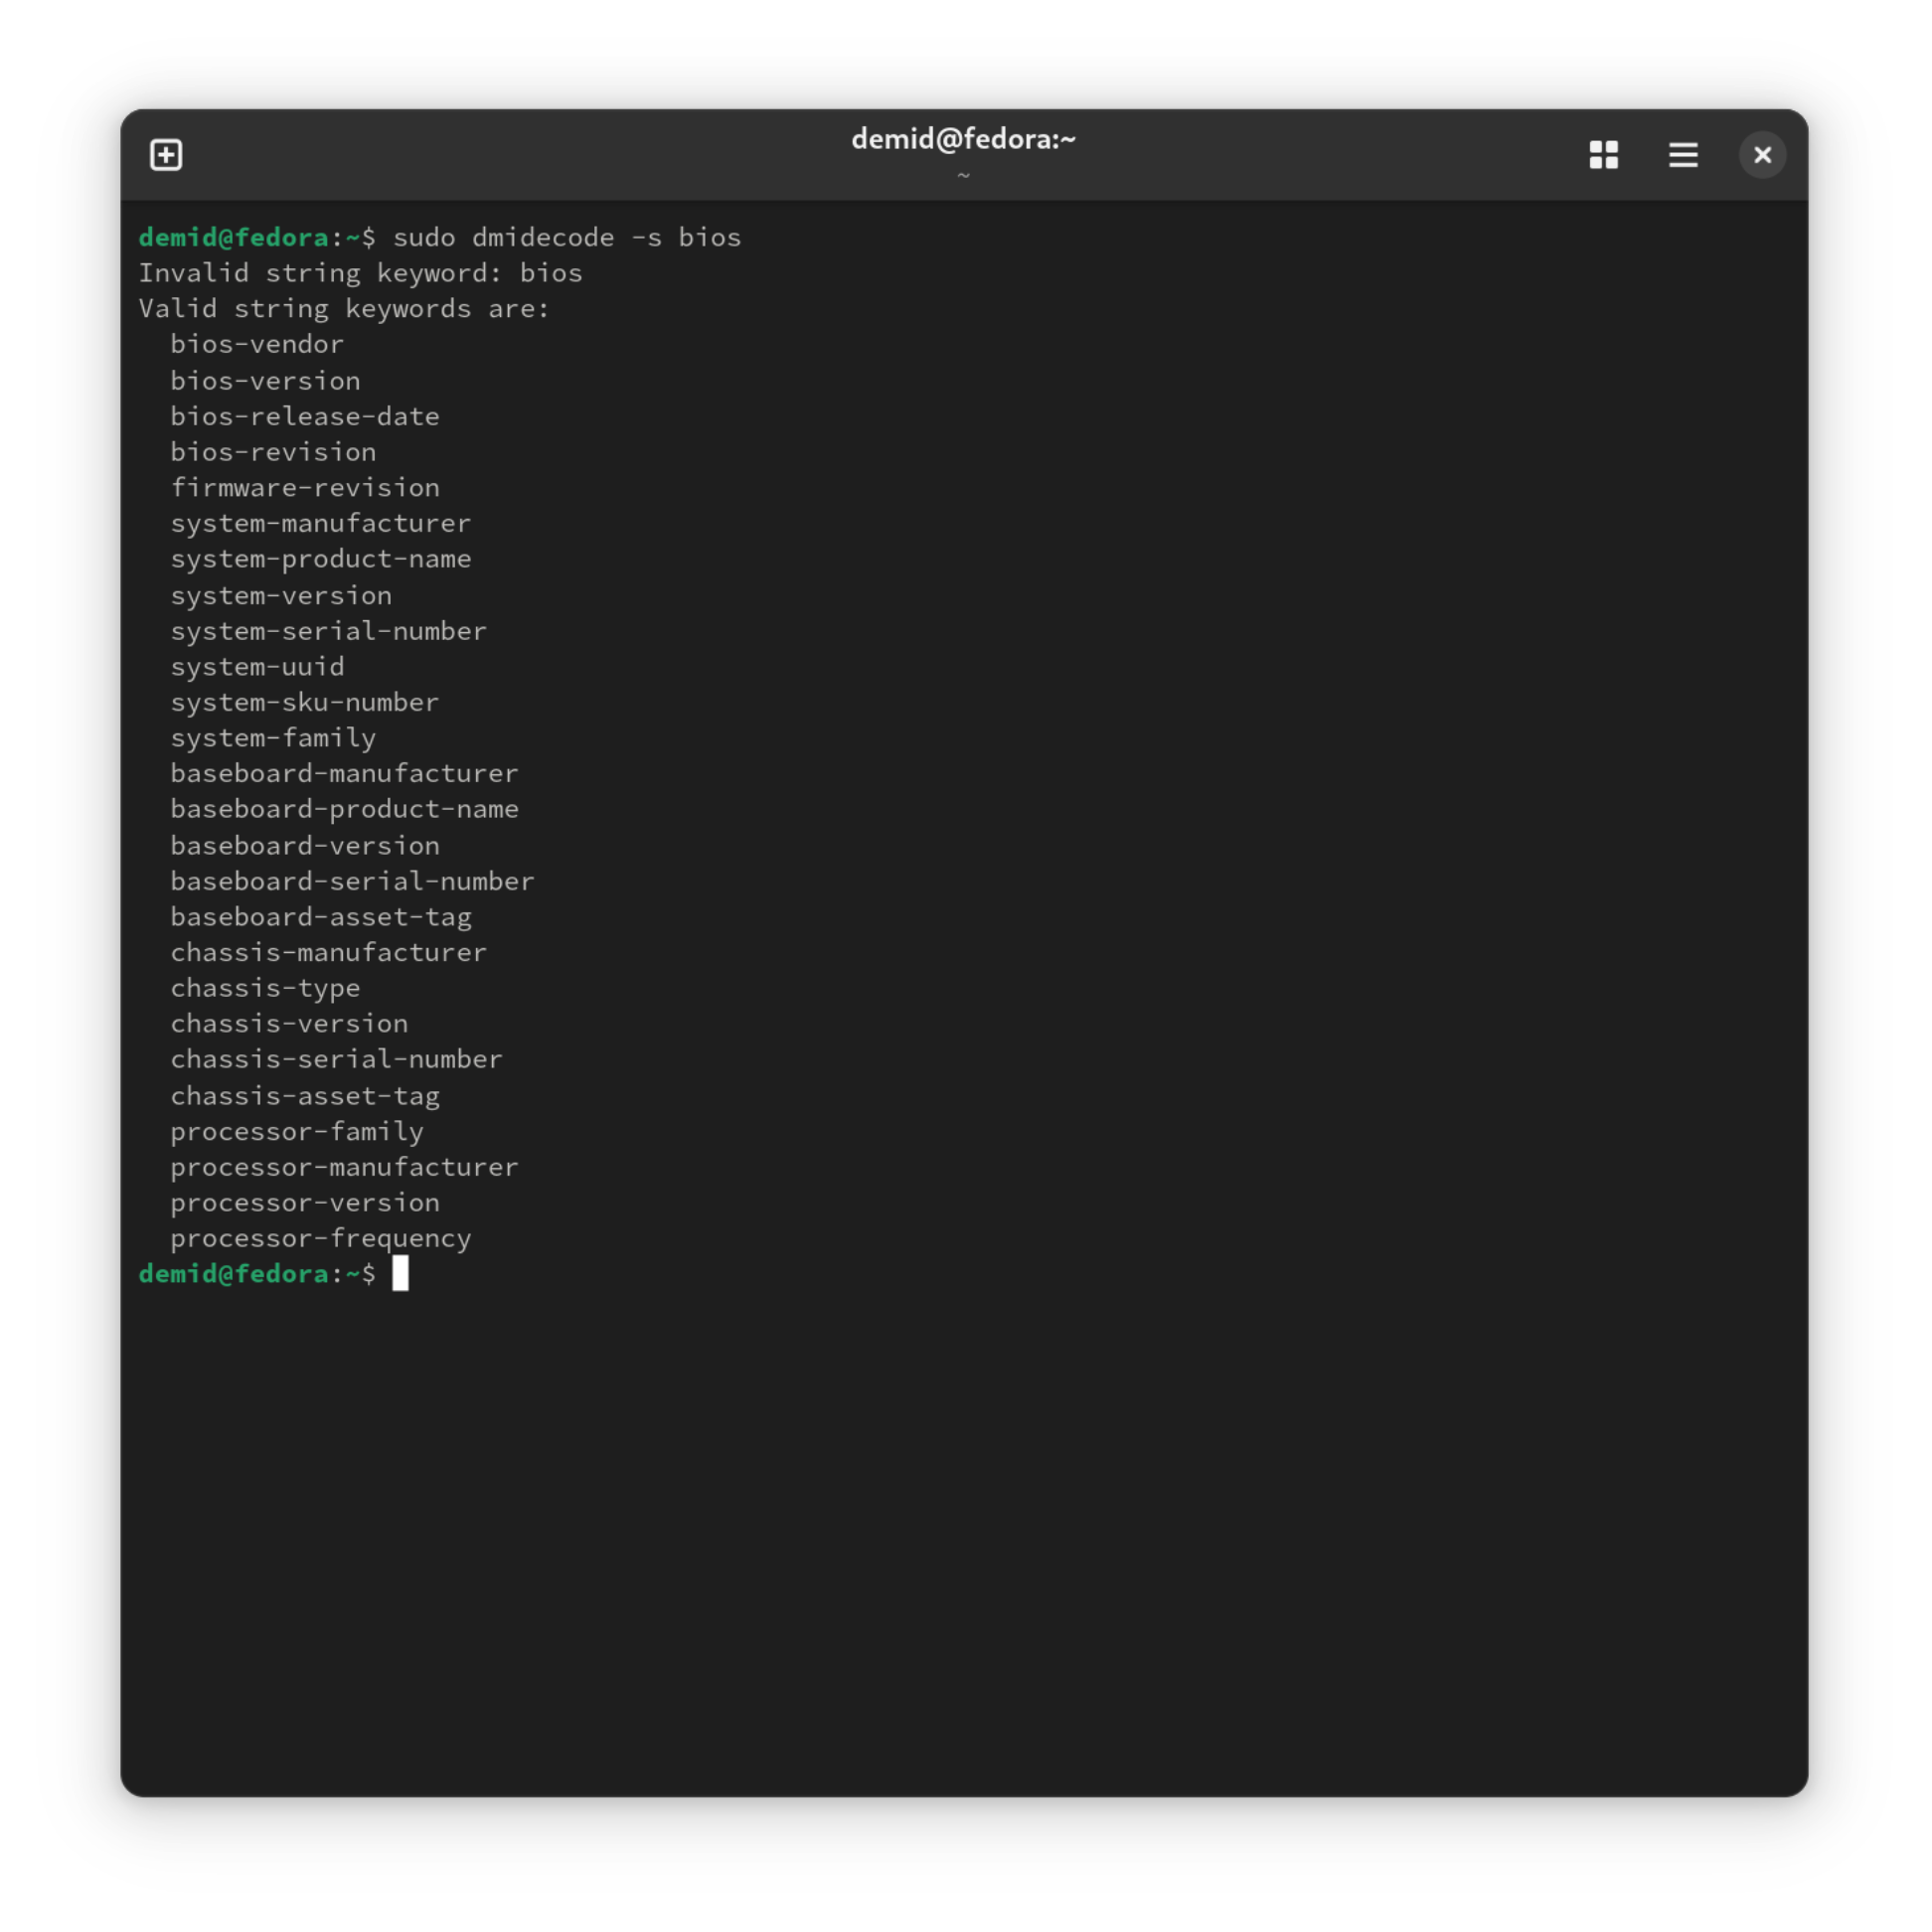 demid@fedora:~
~
demid@fedora:~$ sudo dmidecode -s bios
Invalid string keyword: bios
Valid string keywords are:
  bios-vendor
  bios-version
  bios-release-date
  bios-revision
  firmware-revision
  system-manufacturer
  system-product-name
  system-version
  system-serial-number
  system-uuid
  system-sku-number
  system-family
  baseboard-manufacturer
  baseboard-product-name
  baseboard-version
  baseboard-serial-number
  baseboard-asset-tag
  chassis-manufacturer
  chassis-type
  chassis-version
  chassis-serial-number
  chassis-asset-tag
  processor-family
  processor-manufacturer
  processor-version
  processor-frequency
demid@fedora:~$